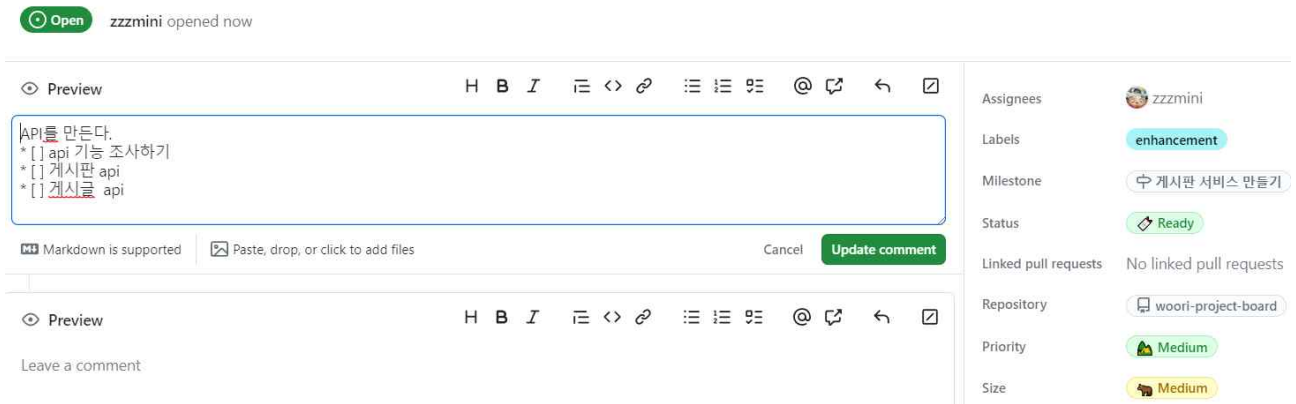 Open zzzmini opened now
Preview
API를 만든다.
* [ ] api 기능 조사하기
* [ ] 게시판 api
* [ ] 게시글  api
Markdown is supported
Paste, drop, or click to add files
Cancel
Update comment
Preview
Leave a comment
Assignees zzzmini
Labels enhancement
Milestone 게시판 서비스 만들기
Status Ready
Linked pull requests No linked pull requests
Repository woori-project-board
Priority Medium
Size Medium